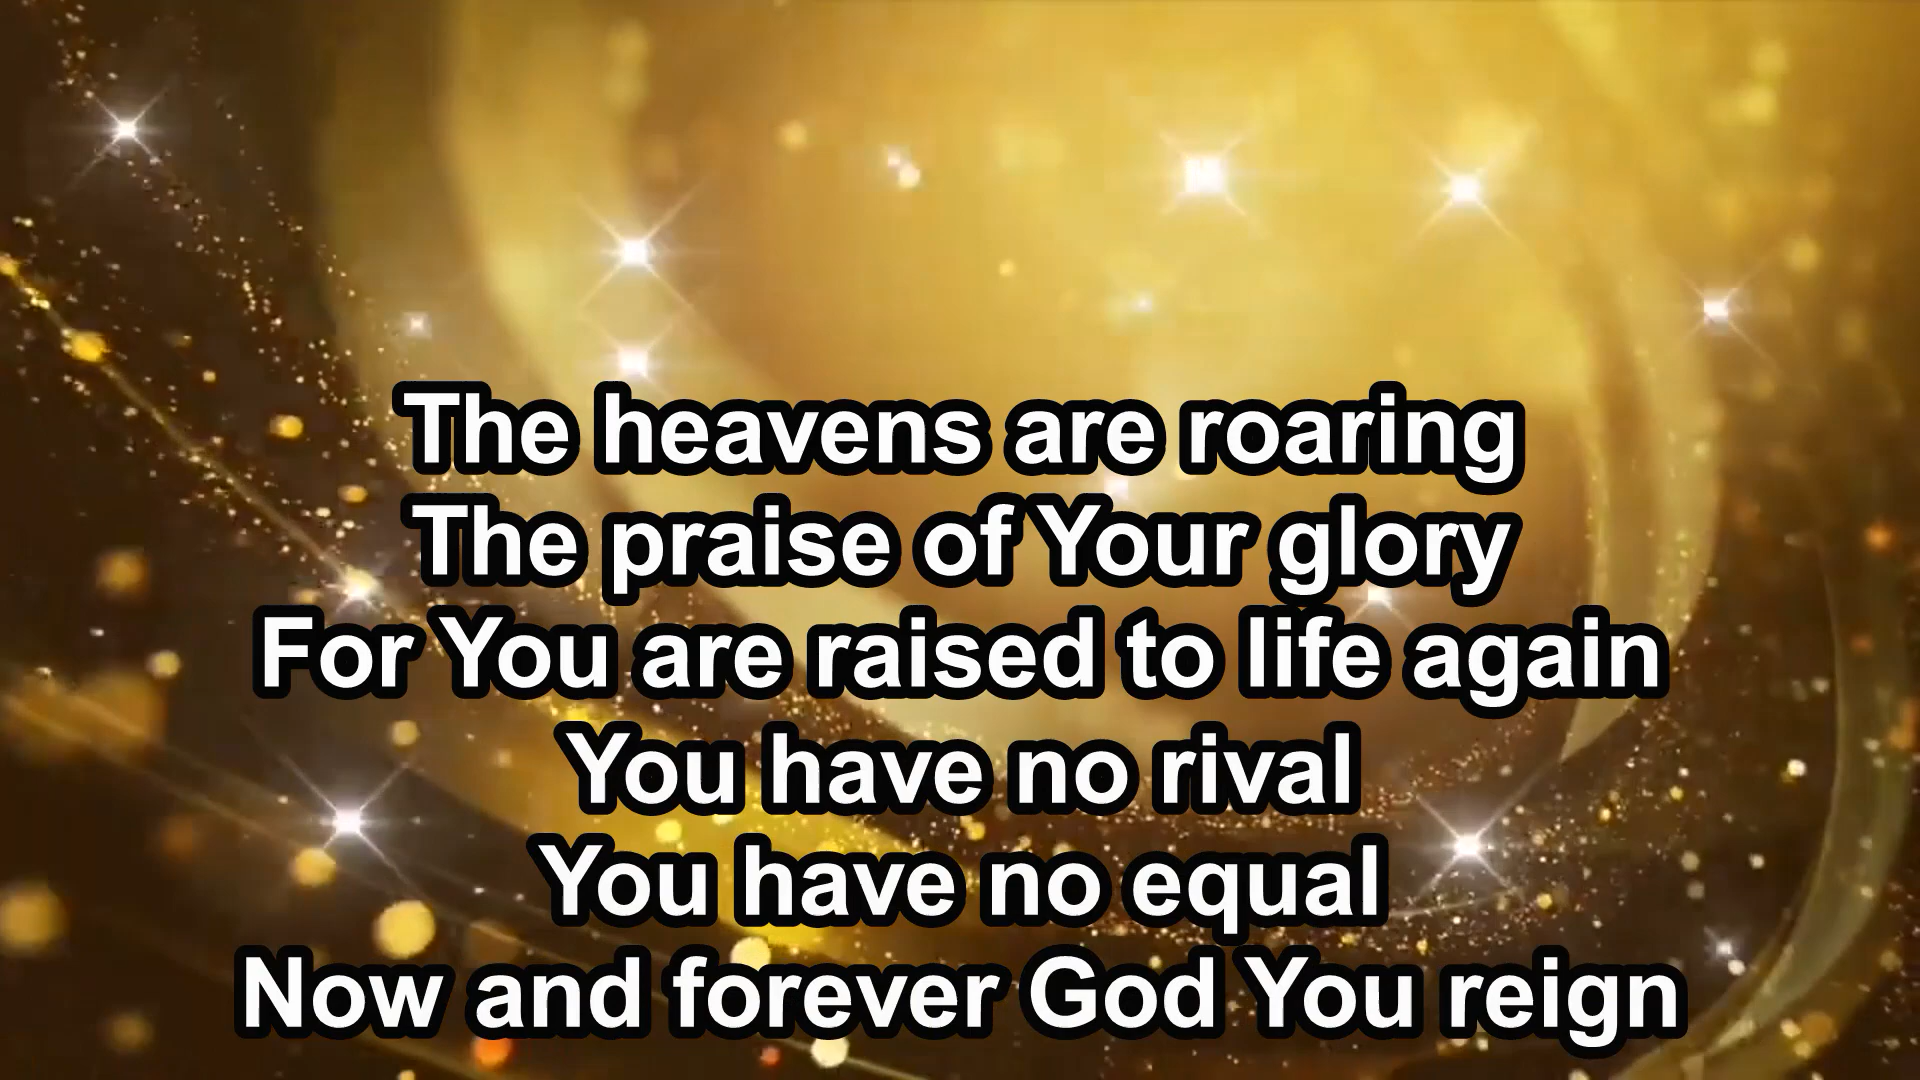 The heavens are roaring
The praise of Your glory
For You are raised to life again
You have no rival
You have no equal
Now and forever God You reign